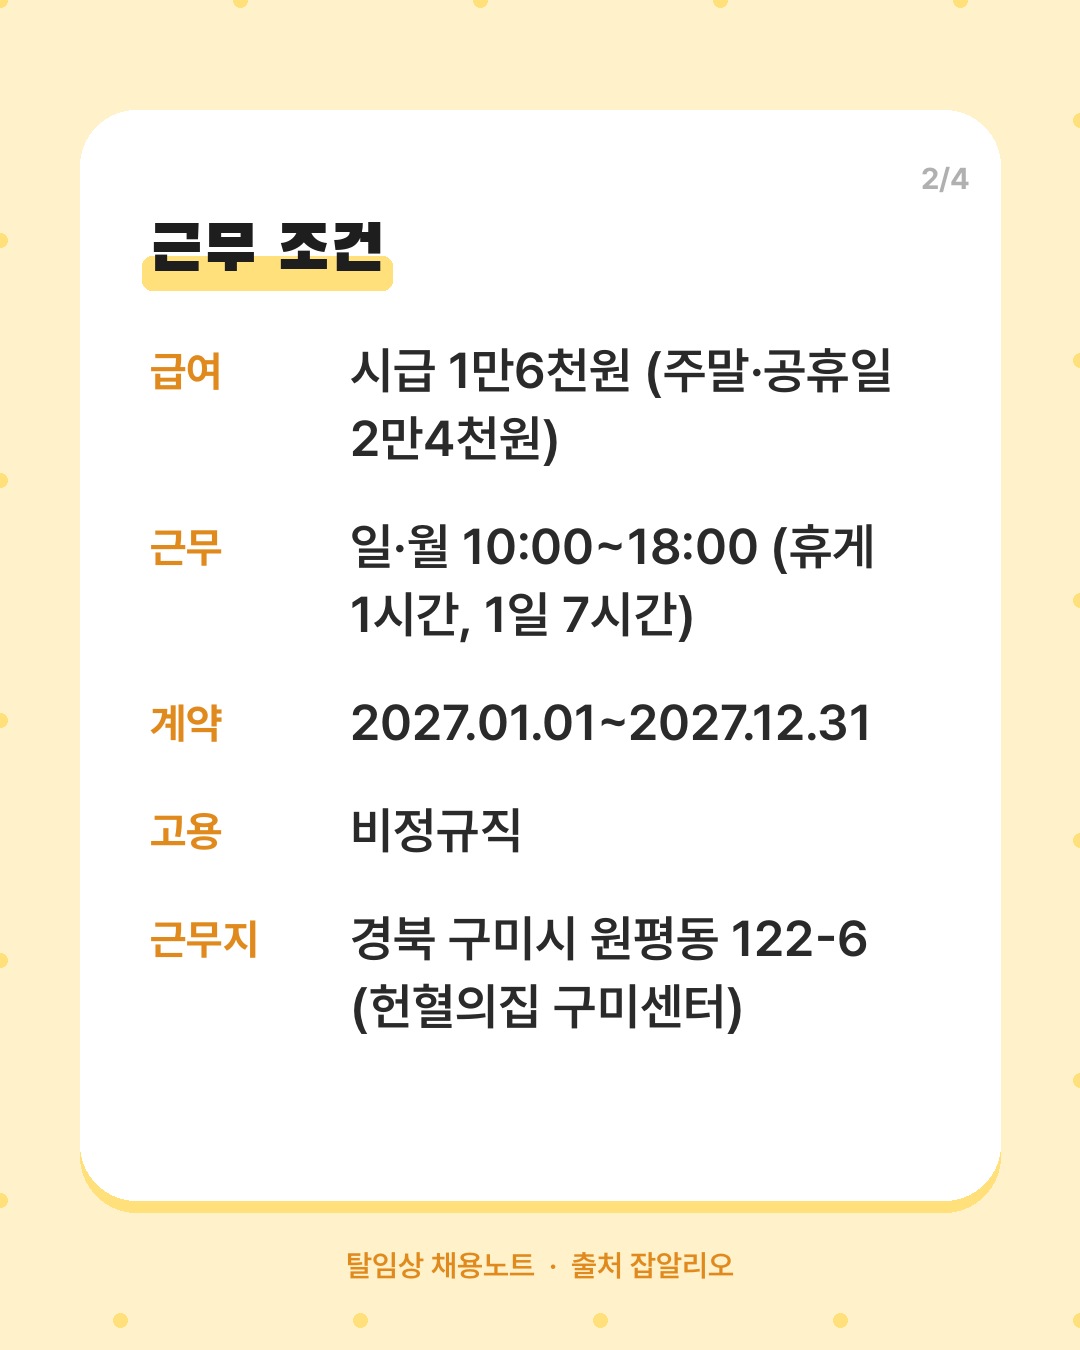 2/4
근무 조건
급여
시급 1만6천원 (주말·공휴일
2만4천원)
근무
일·월 10:00~18:00 (휴게
1시간, 1일 7시간)
계약
2027.01.01~2027.12.31
고용
비정규직
근무지
경북 구미시 원평동 122-6
(헌혈의집 구미센터)
탈임상 채용노트 · 출처 잡알리오